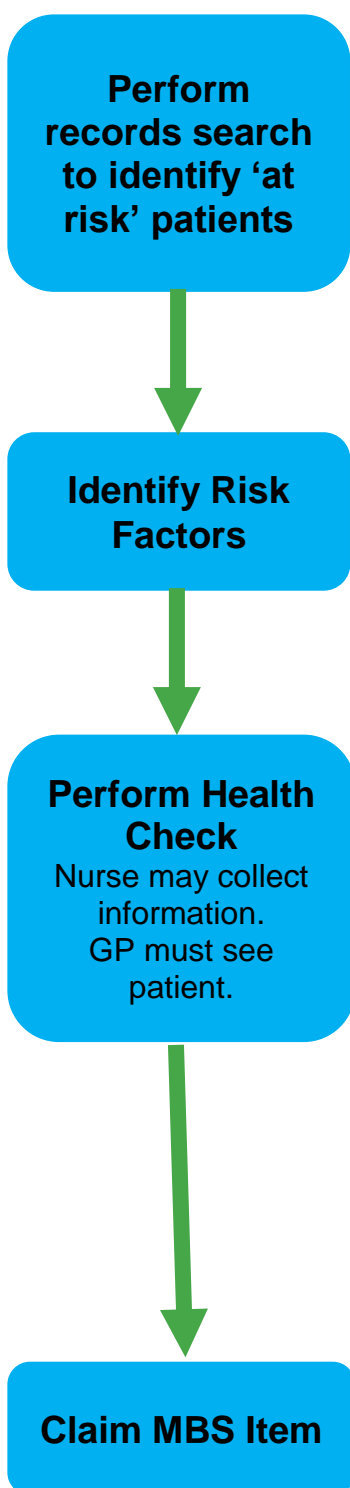 Perform
records search
to identify ‘at
risk’ patients
Identify Risk
Factors
Perform Health
Check
Nurse may collect
information.
GP must see
patient.
Claim MBS Item